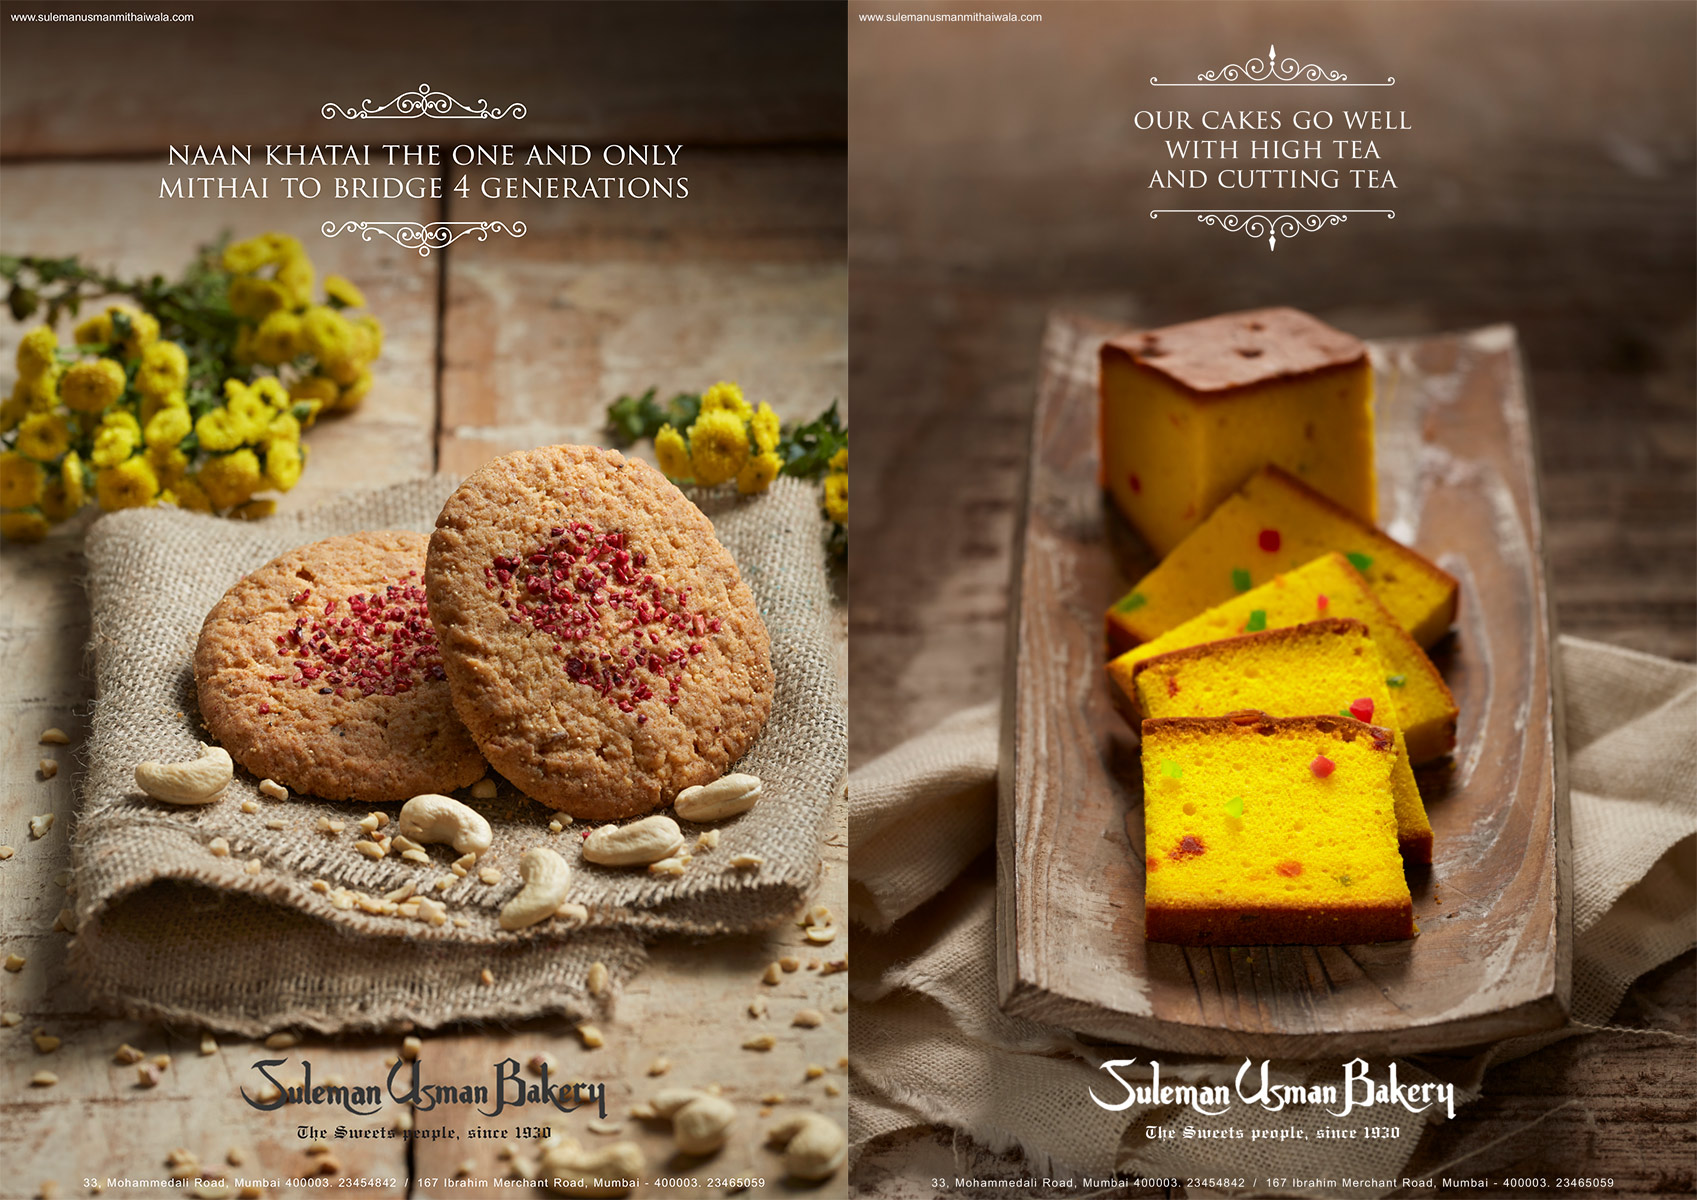 www.sulemanusmanmithaiwala.com
NAAN KHATAI THE ONE AND ONLY
MITHAI TO BRIDGE 4 GENERATIONS
Suleman Usman Bakery
The Sweets people, since 1930
33, Mohammedali Road, Mumbai 400003. 23454842 / 167 Ibrahim Merchant Road, Mumbai - 400003. 23465059
www.sulemanusmanmithaiwala.com
OUR CAKES GO WELL
WITH HIGH TEA
AND CUTTING TEA
Suleman Usman Bakery
The Sweets people, since 1930
33, Mohammedali Road, Mumbai 400003. 23454842 / 167 Ibrahim Merchant Road, Mumbai - 400003. 23465059